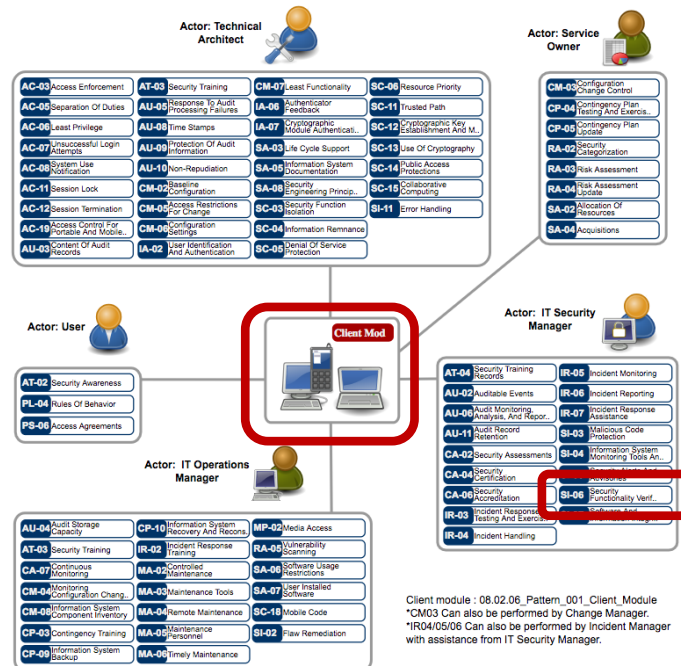 Actor: Technical
Architect
AC-03 Access Enforcement
AC-05 Separation Of Duties
AC-06 Least Privilege
AC-07 Unsuccessful Login
Attempts
AC-08 System Use
Notification
AC-11 Session Lock
AC-12 Session Termination
AC-19 Access Control For
Portable And Mobile..
AU-03 Content Of Audit
Records
AT-03 Security Training
AU-05 Response To Audit
Processing Failures
AU-08 Time Stamps
AU-09 Protection Of Audit
Information
AU-10 Non-Repudiation
CM-02 Baseline
Configuration
CM-05 Access Restrictions
For Change
CM-06 Configuration
Settings
IA-02 User Identification
And Authentication
CM-07 Least Functionality
IA-06 Authenticator
Feedback
IA-07 Cryptographic
Module Authenticati..
SA-03 Life Cycle Support
SA-05 Information System
Documentation
SA-08 Security
Engineering Princip..
SC-03 Security Function
Isolation
SC-04 Information Remnance
SC-05 Denial Of Service
Protection
SC-06 Resource Priority
SC-11 Trusted Path
SC-12 Cryptographic Key
Establishment And M..
SC-13 Use Of Cryptography
SC-14 Public Access
Protections
SC-15 Collaborative
Computing
SI-11 Error Handling
Actor: Service
Owner
CM-03 Configuration
Change Control
CP-04 Contingency Plan
Testing And Exercis..
CP-05 Contingency Plan
Update
RA-02 Security
Categorization
RA-03 Risk Assessment
RA-04 Risk Assessment
Update
SA-02 Allocation Of
Resources
SA-04 Acquisitions
Actor: User
AT-02 Security Awareness
PL-04 Rules Of Behavior
PS-06 Access Agreements
Client Mod
Actor: IT Security
Manager
AT-04 Security Training
Records
AU-02 Auditable Events
AU-06 Audit Monitoring,
Analysis, And Repor..
AU-11 Audit Record
Retention
CA-02 Security Assessments
CA-04 Security
Certification
CA-06 Security
Accreditation
IR-03 Incident Response
Testing And Exercis..
IR-04 Incident Handling
IR-05 Incident Monitoring
IR-06 Incident Reporting
IR-07 Incident Response
Assistance
SI-03 Malicious Code
Protection
SI-04 Information System
Monitoring Tools An..
Advisories
SI-06 Security
Functionality Verif..
Software And
Actor: IT Operations
Manager
AU-04 Audit Storage
Capacity
AT-03 Security Training
CA-07 Continuous
Monitoring
CM-04 Monitoring
Configuration Chang..
CM-08 Information System
Component Inventory
CP-03 Contingency Training
CP-09 Information System
Backup
CP-10 Information System
Recovery And Recons..
IR-02 Incident Response
Training
MA-02 Controlled
Maintenance
MA-03 Maintenance Tools
MA-04 Remote Maintenance
MA-05 Maintenance
Personnel
MA-06 Timely Maintenance
MP-02 Media Access
RA-05 Vulnerability
Scanning
SA-06 Software Usage
Restrictions
SA-07 User Installed
Software
SC-18 Mobile Code
SI-02 Flaw Remediation
Client module : 08.02.06_Pattern_001_Client_Module
*CM03 Can also be performed by Change Manager.
*IR04/05/06 Can also be performed by Incident Manager
with assistance from IT Security Manager.